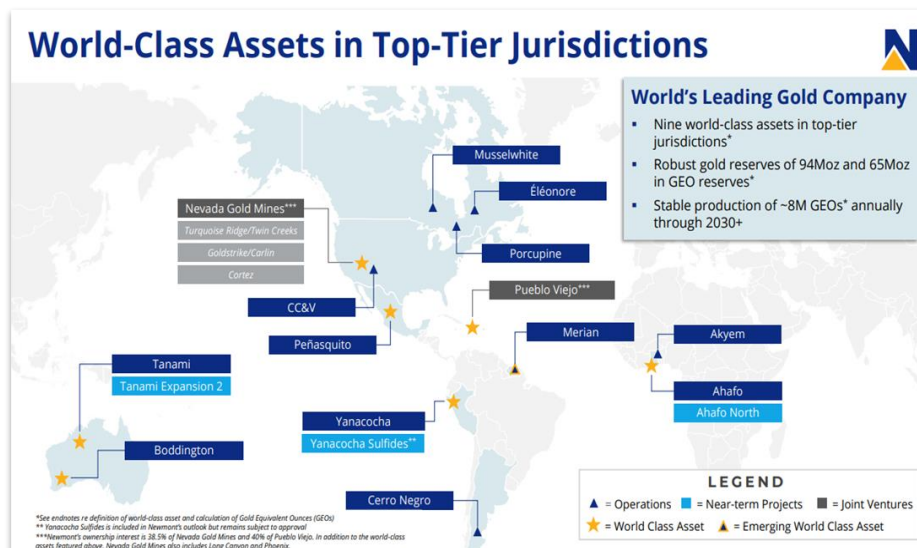 World-Class Assets in Top-Tier Jurisdictions
N
World's Leading Gold Company
▪ Nine world-class assets in top-tier
jurisdictions*
▪ Robust gold reserves of 94Moz and 65Moz
in GEO reserves*
▪ Stable production of ~8M GEOs* annually
through 2030+
Musselwhite
Éléonore
Porcupine
Nevada Gold Mines***
Turquoise Ridge/Twin Creeks
Goldstrike/Carlin
Cortez
CC&V
Peñasquito
Pueblo Viejo***
Merian
Akyem
Ahafo
Ahafo North
Tanami
Tanami Expansion 2
Boddington
Yanacocha
Yanacocha Sulfides**
Cerro Negro
LEGEND
= Operations = Near-term Projects = Joint Ventures
= World Class Asset = Emerging World Class Asset
*See endnotes re definition of world-class asset and calculation of Gold Equivalent Ounces (GEOs)
** Yanacocha Sulfides is included in Newmont's outlook but remains subject to approval
***Newmont's ownership interest is 38.5% of Nevada Gold Mines and 40% of Pueblo Viejo. In addition to the world-class
assets featured above, Nevada Gold Mines also includes Lone Canyon and Phoenix.